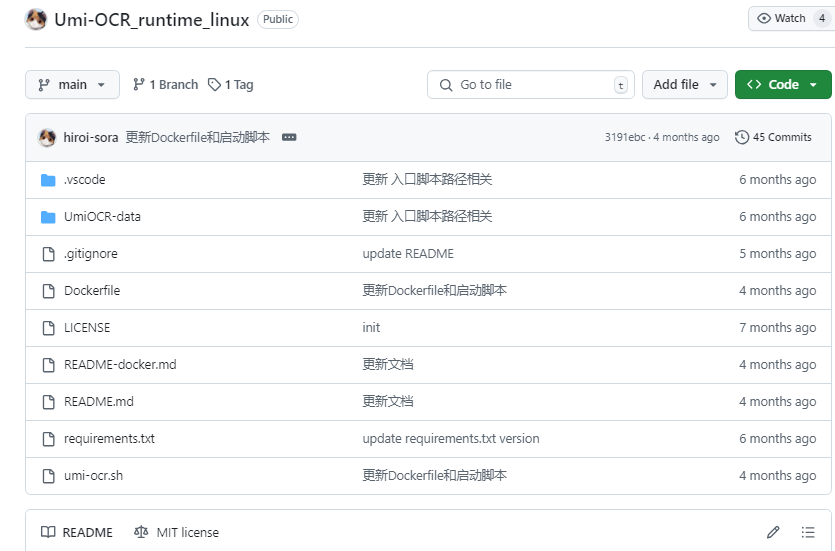 Umi-OCR_runtime_linux Public Watch 4
main 1 Branch 1 Tag Go to file t Add file Code
hiroi-sora 更新Dockerfile和启动脚本 3191ebc · 4 months ago 45 Commits
.vscode 更新 入口脚本路径相关 6 months ago
UmiOCR-data 更新 入口脚本路径相关 6 months ago
.gitignore update README 5 months ago
Dockerfile 更新Dockerfile和启动脚本 4 months ago
LICENSE init 7 months ago
README-docker.md 更新文档 4 months ago
README.md 更新文档 4 months ago
requirements.txt update requirements.txt version 6 months ago
umi-ocr.sh 更新Dockerfile和启动脚本 4 months ago
README MIT license